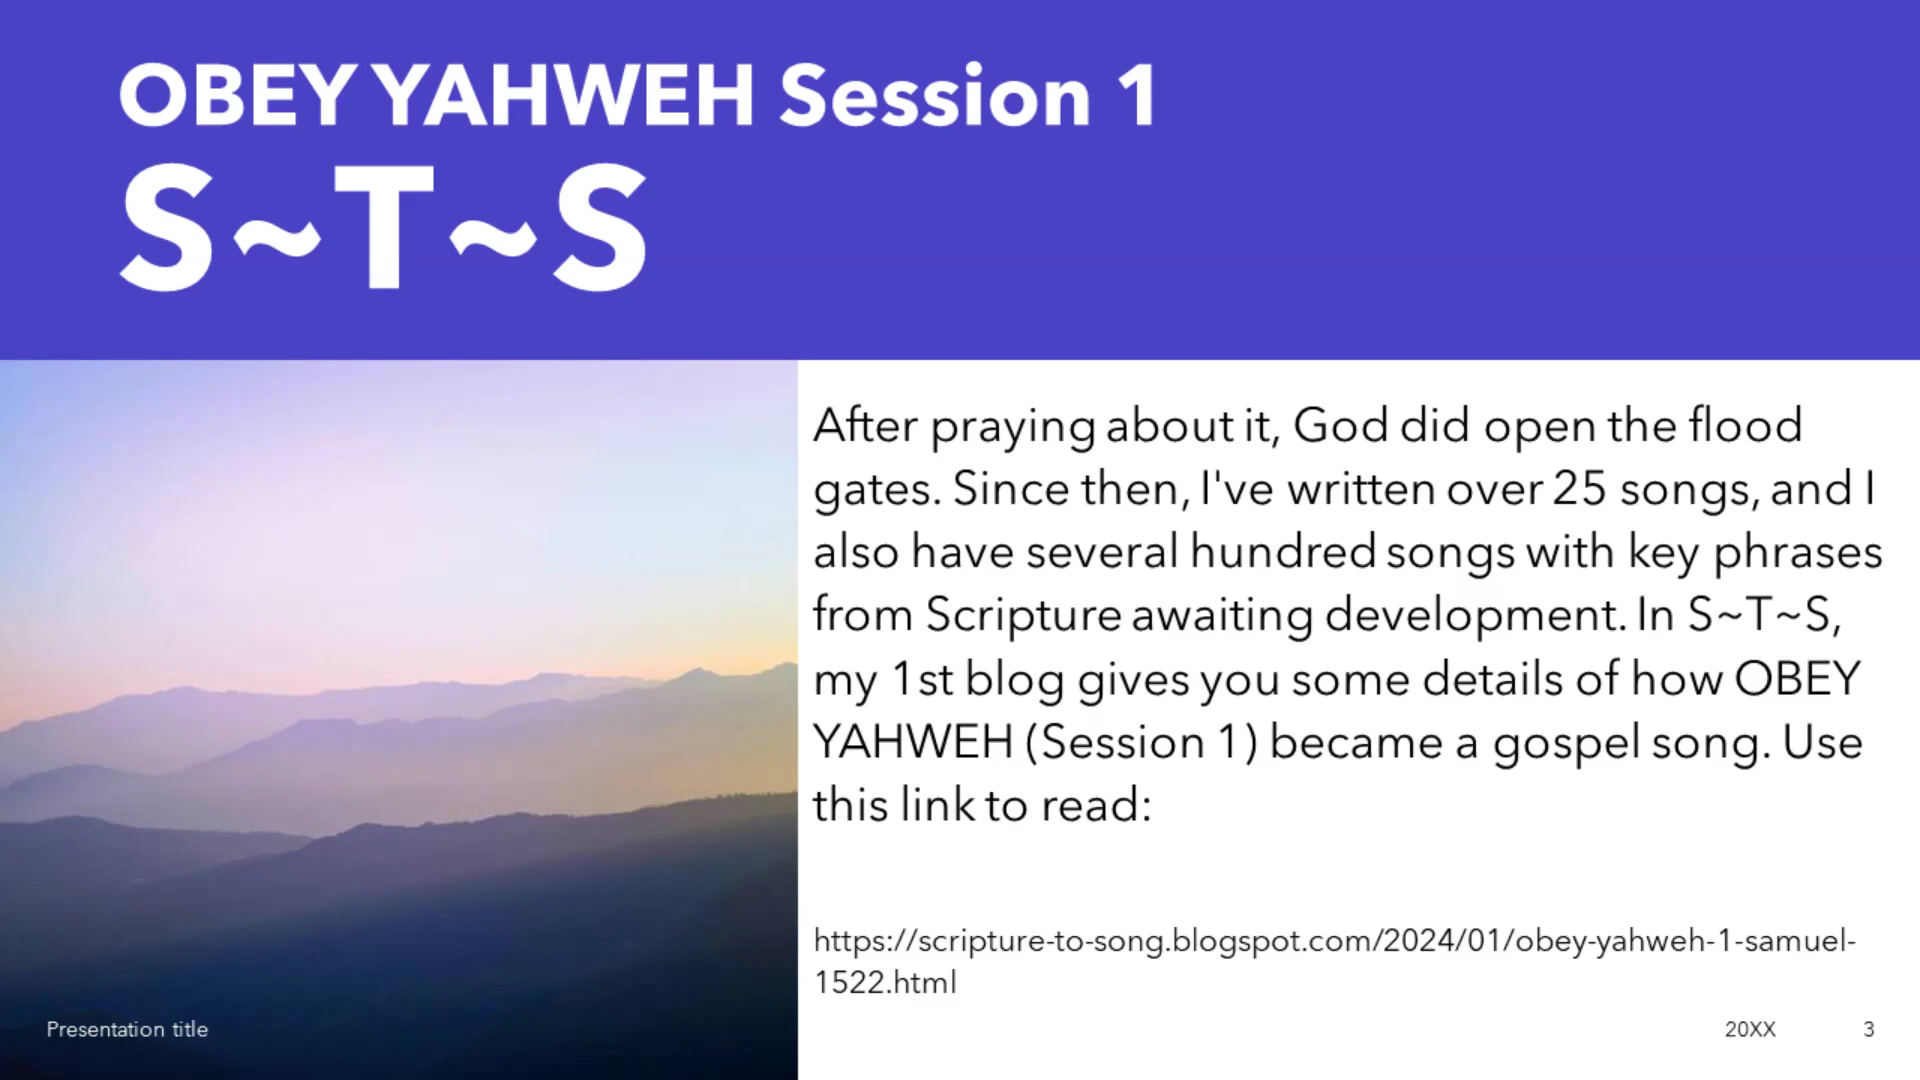 OBEY YAHWEH Session 1
S~T~S
After praying about it, God did open the flood
gates. Since then, I've written over 25 songs, and I
also have several hundred songs with key phrases
from Scripture awaiting development. In S~T~S,
my 1st blog gives you some details of how OBEY
YAHWEH (Session 1) became a gospel song. Use
this link to read:
https://scripture-to-song.blogspot.com/2024/01/obey-yahweh-1-samuel-
1522.html
Presentation title
20XX
3